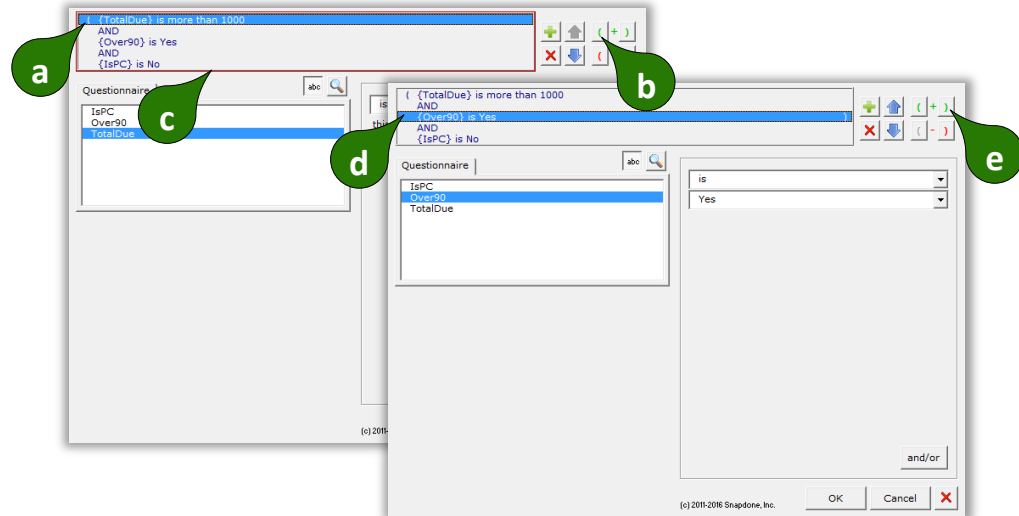 ( {TotalDue} is more than 1000
AND
{Over90} is Yes
AND
{IsPC} is No
( + )
(
a
b
c
Questionnaire
abc
IsPC
Over90
TotalDue
is
(c) 2011-
( {TotalDue} is more than 1000
AND
{Over90} is Yes )
AND
{IsPC} is No
( + )
( - )
d
e
Questionnaire
abc
IsPC
Over90
TotalDue
is
Yes
and/or
(c) 2011-2016 Snapdone, Inc.
OK Cancel